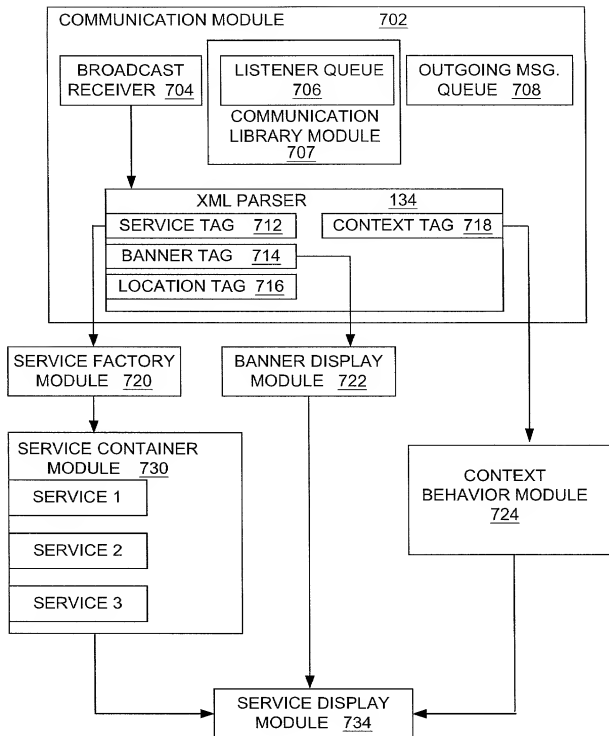 COMMUNICATION MODULE 702
BROADCAST
RECEIVER 704
LISTENER QUEUE
706
COMMUNICATION
LIBRARY MODULE
707
OUTGOING MSG.
QUEUE 708
XML PARSER 134
SERVICE TAG 712
CONTEXT TAG 718
BANNER TAG 714
LOCATION TAG 716
SERVICE FACTORY
MODULE 720
BANNER DISPLAY
MODULE 722
SERVICE CONTAINER
MODULE 730
SERVICE 1
SERVICE 2
SERVICE 3
CONTEXT
BEHAVIOR MODULE
724
SERVICE DISPLAY
MODULE 734